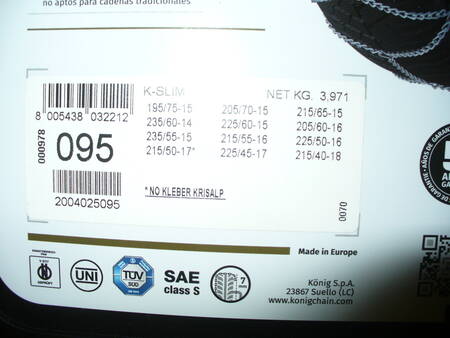 no aptos para cadenas tradicionales
K-SLIM NET KG. 3,971
195/75-15 205/70-15 215/65-15
235/60-14 225/60-15 205/60-16
235/55-15 215/55-16 225/50-16
215/50-17* 225/45-17 215/40-18
8 005438 032212
000978
095
2004025095
* NO KLEBER KRISALP
0070
Made in Europe
UNI
TÜV
SÜD
SAE
class S
7
mm
König S.p.A.
23867 Suello (LC)
www.konigchain.com